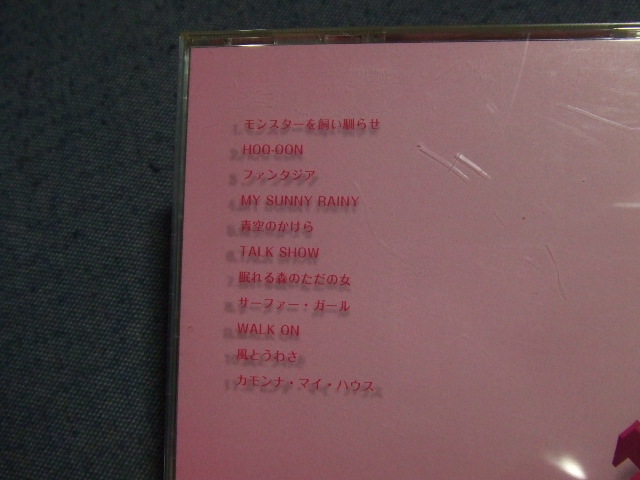 1. モンスターを飼い馴らせ
2. HOO-OON
3. ファンタジア
4. MY SUNNY RAINY
5. 青空のかけら
6. TALK SHOW
7. 眠れる森のただの女
8. サーファー・ガール
9. WALK ON
10. 風とうわさ
11. カモンナ・マイ・ハウス